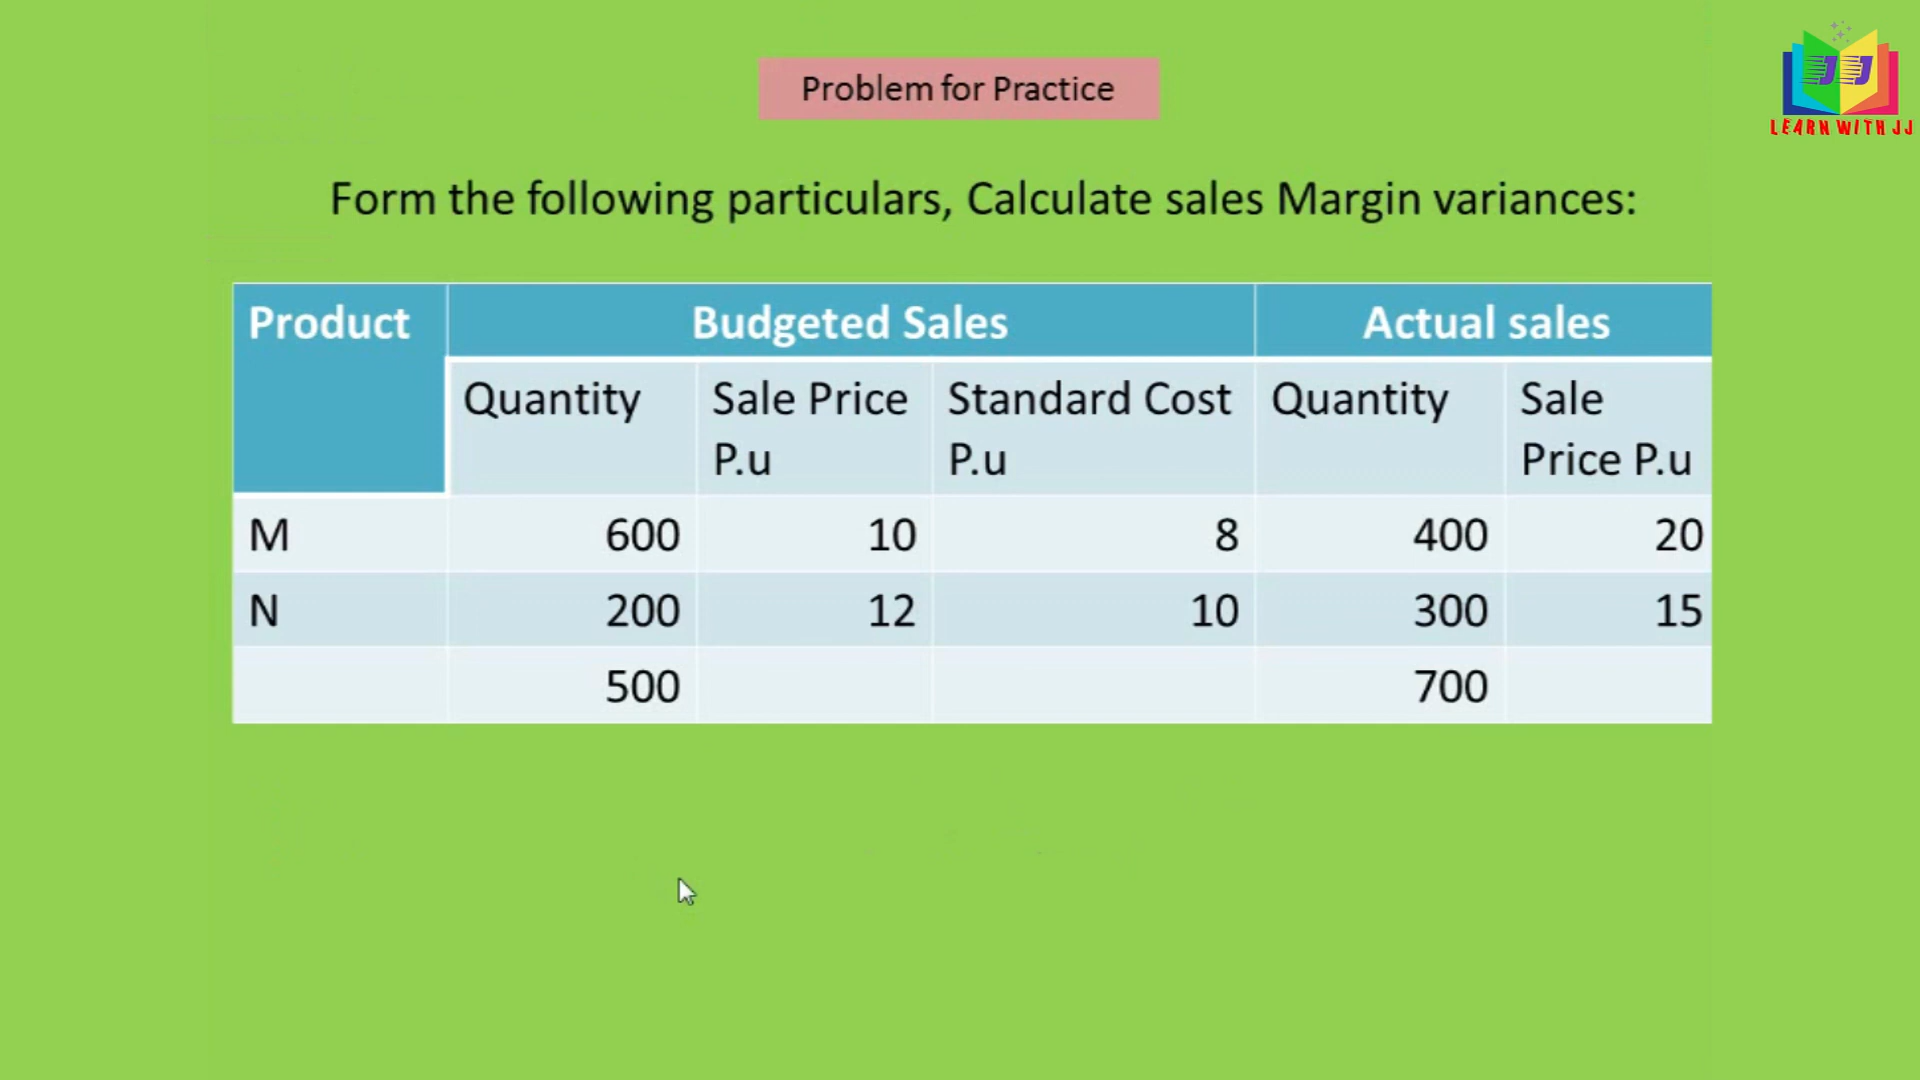 Problem for Practice
LEARN WITH JJ
Form the following particulars, Calculate sales Margin variances:
Product Budgeted Sales Actual sales
Quantity Sale Price P.u Standard Cost P.u Quantity Sale Price P.u
M 600 10 8 400 20
N 200 12 10 300 15
500 700